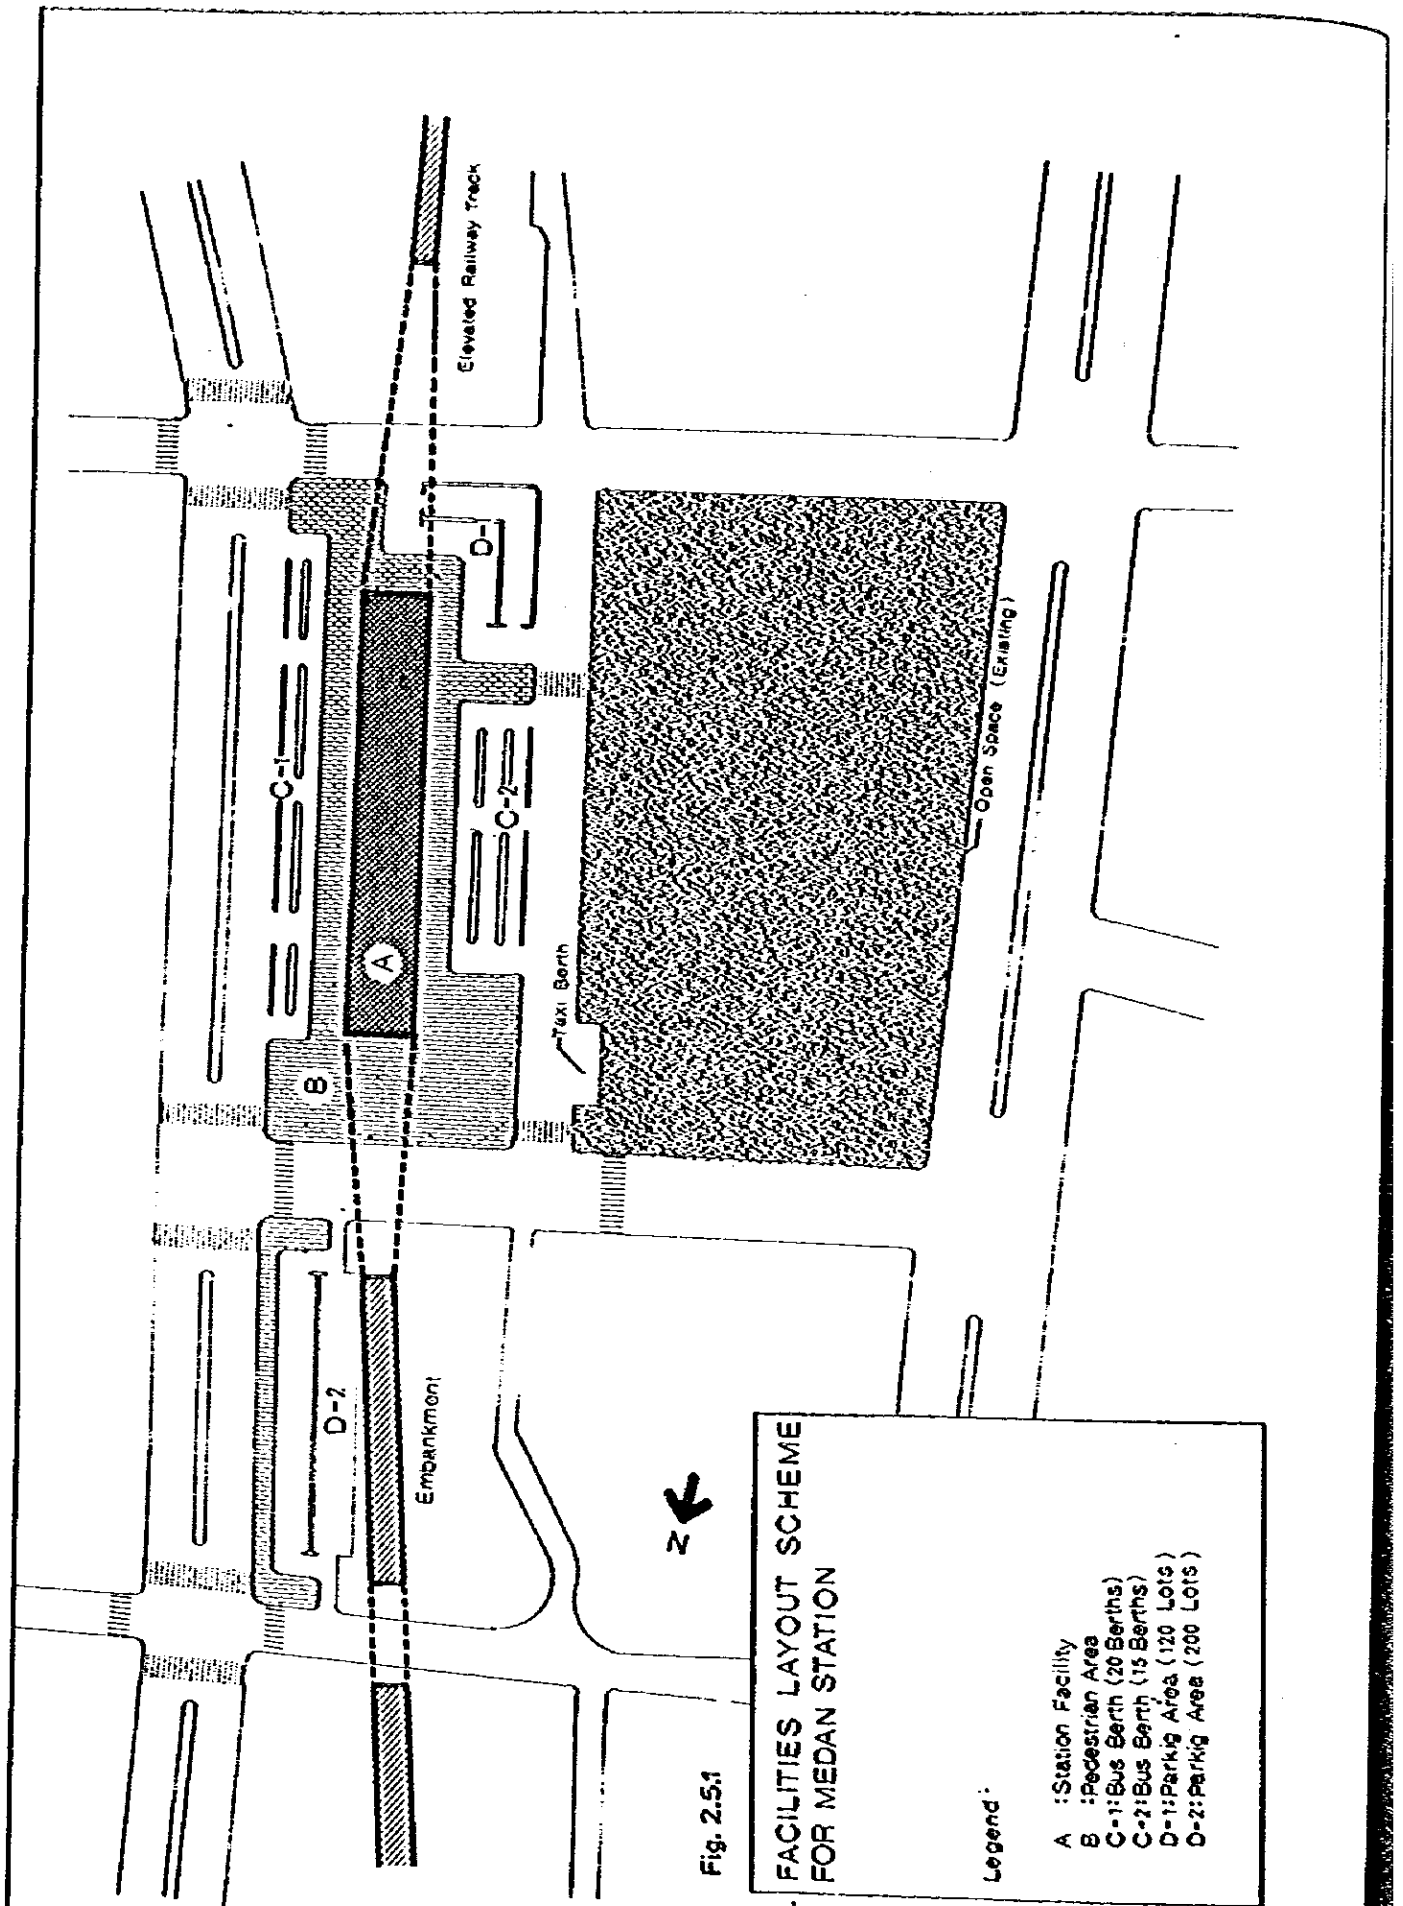 Elevated Railway Track
D-
C-1
C-2
A
Open Space (Existing)
Taxi Berth
B
D-2
Embankment
N
Fig. 2.5.1
FACILITIES LAYOUT SCHEME
FOR MEDAN STATION
Legend:
A :Station Facility
B :Pedestrian Area
C-1:Bus Berth (20 Berths)
C-2:Bus Berth (15 Berths)
D-1:Parkig Area (120 Lots)
D-2:Parkig Area (200 Lots)